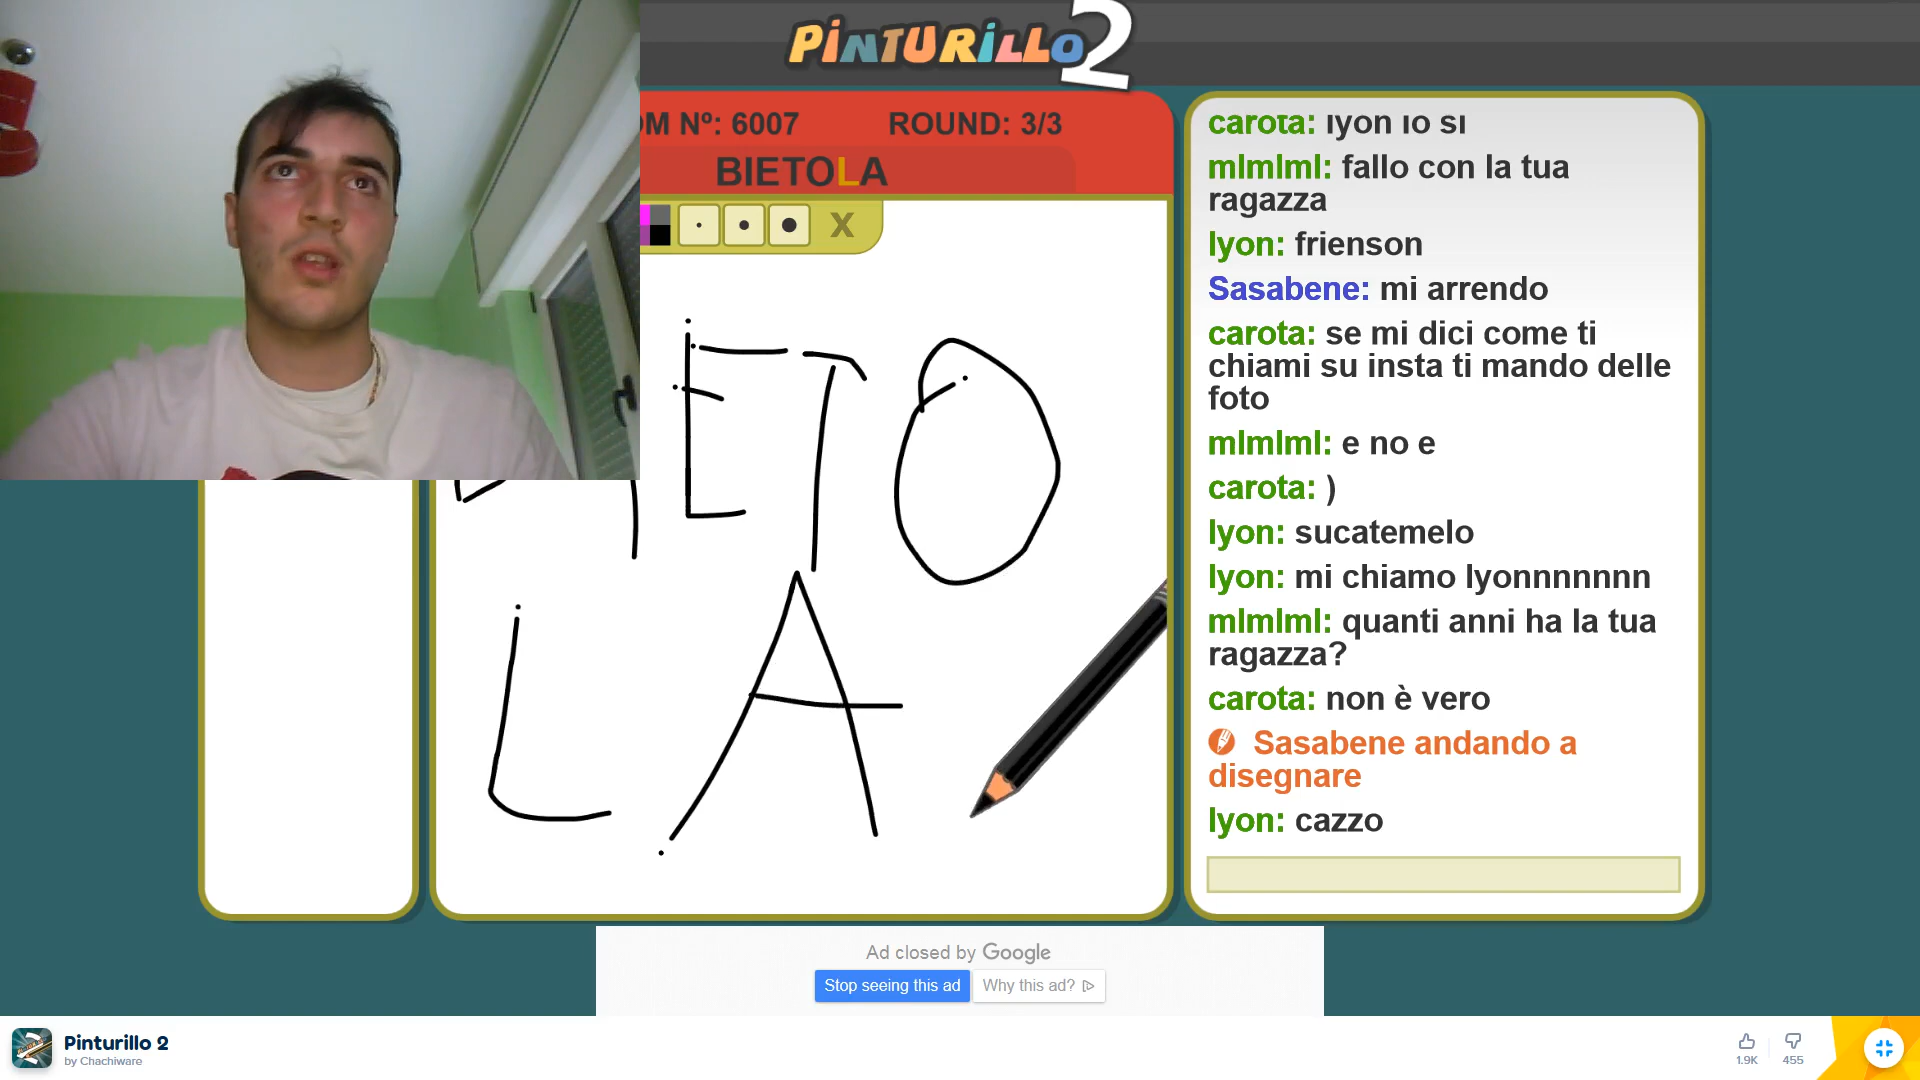 PINTURILLO 2
OM Nº: 6007 ROUND: 3/3
BIETOLA
X
ETO
LA
carota: lyon io si
mlmlml: fallo con la tua
ragazza
lyon: frienson
Sasabene: mi arrendo
carota: se mi dici come ti
chiami su insta ti mando delle
foto
mlmlml: e no e
carota: )
lyon: sucatemelo
lyon: mi chiamo lyonnnnnnn
mlmlml: quanti anni ha la tua
ragazza?
carota: non è vero
Sasabene andando a
disegnare
lyon: cazzo
Ad closed by Google
Stop seeing this ad Why this ad?
Pinturillo 2
by Chachiware
1.9K 455